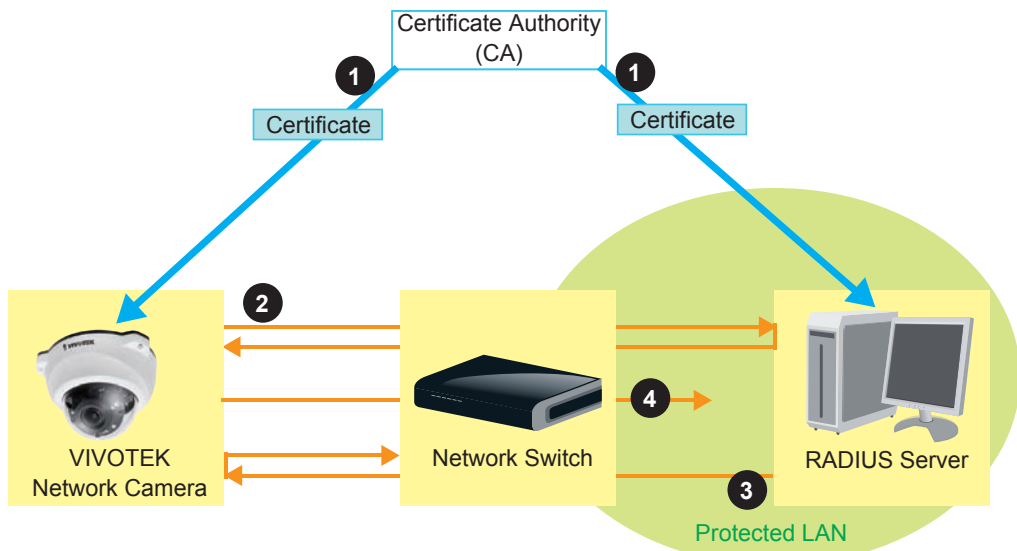 Certificate Authority
(CA)
1
1
Certificate
Certificate
2
VIVOTEK
4
VIVOTEK
Network Camera
Network Switch
RADIUS Server
3
Protected LAN